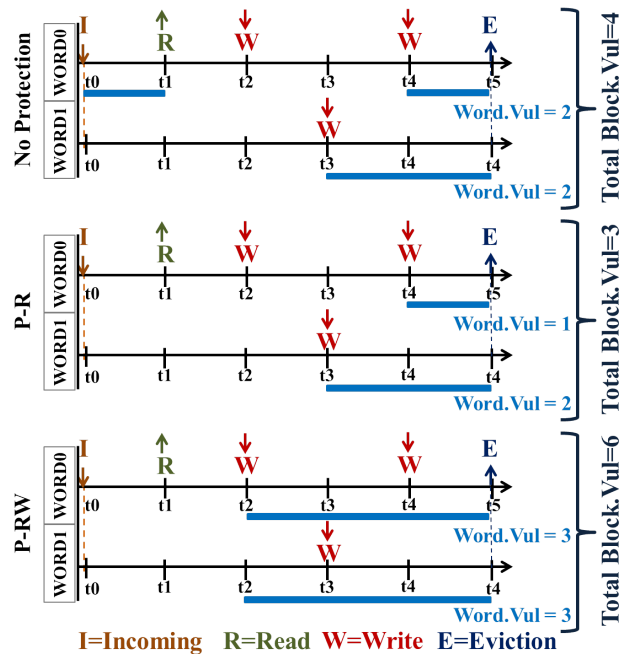 No Protection
WORD0
I R W W E
t0 t1 t2 t3 t4 t5
Word.Vul = 2
WORD1
W
t0 t1 t2 t3 t4 t4
Word.Vul = 2
Total Block.Vul=4
P-R
WORD0
I R W W E
t0 t1 t2 t3 t4 t5
Word.Vul = 1
WORD1
W
t0 t1 t2 t3 t4 t4
Word.Vul = 2
Total Block.Vul=3
P-RW
WORD0
I R W W E
t0 t1 t2 t3 t4 t5
Word.Vul = 3
WORD1
W
t0 t1 t2 t3 t4 t4
Word.Vul = 3
Total Block.Vul=6
I=Incoming R=Read W=Write E=Eviction